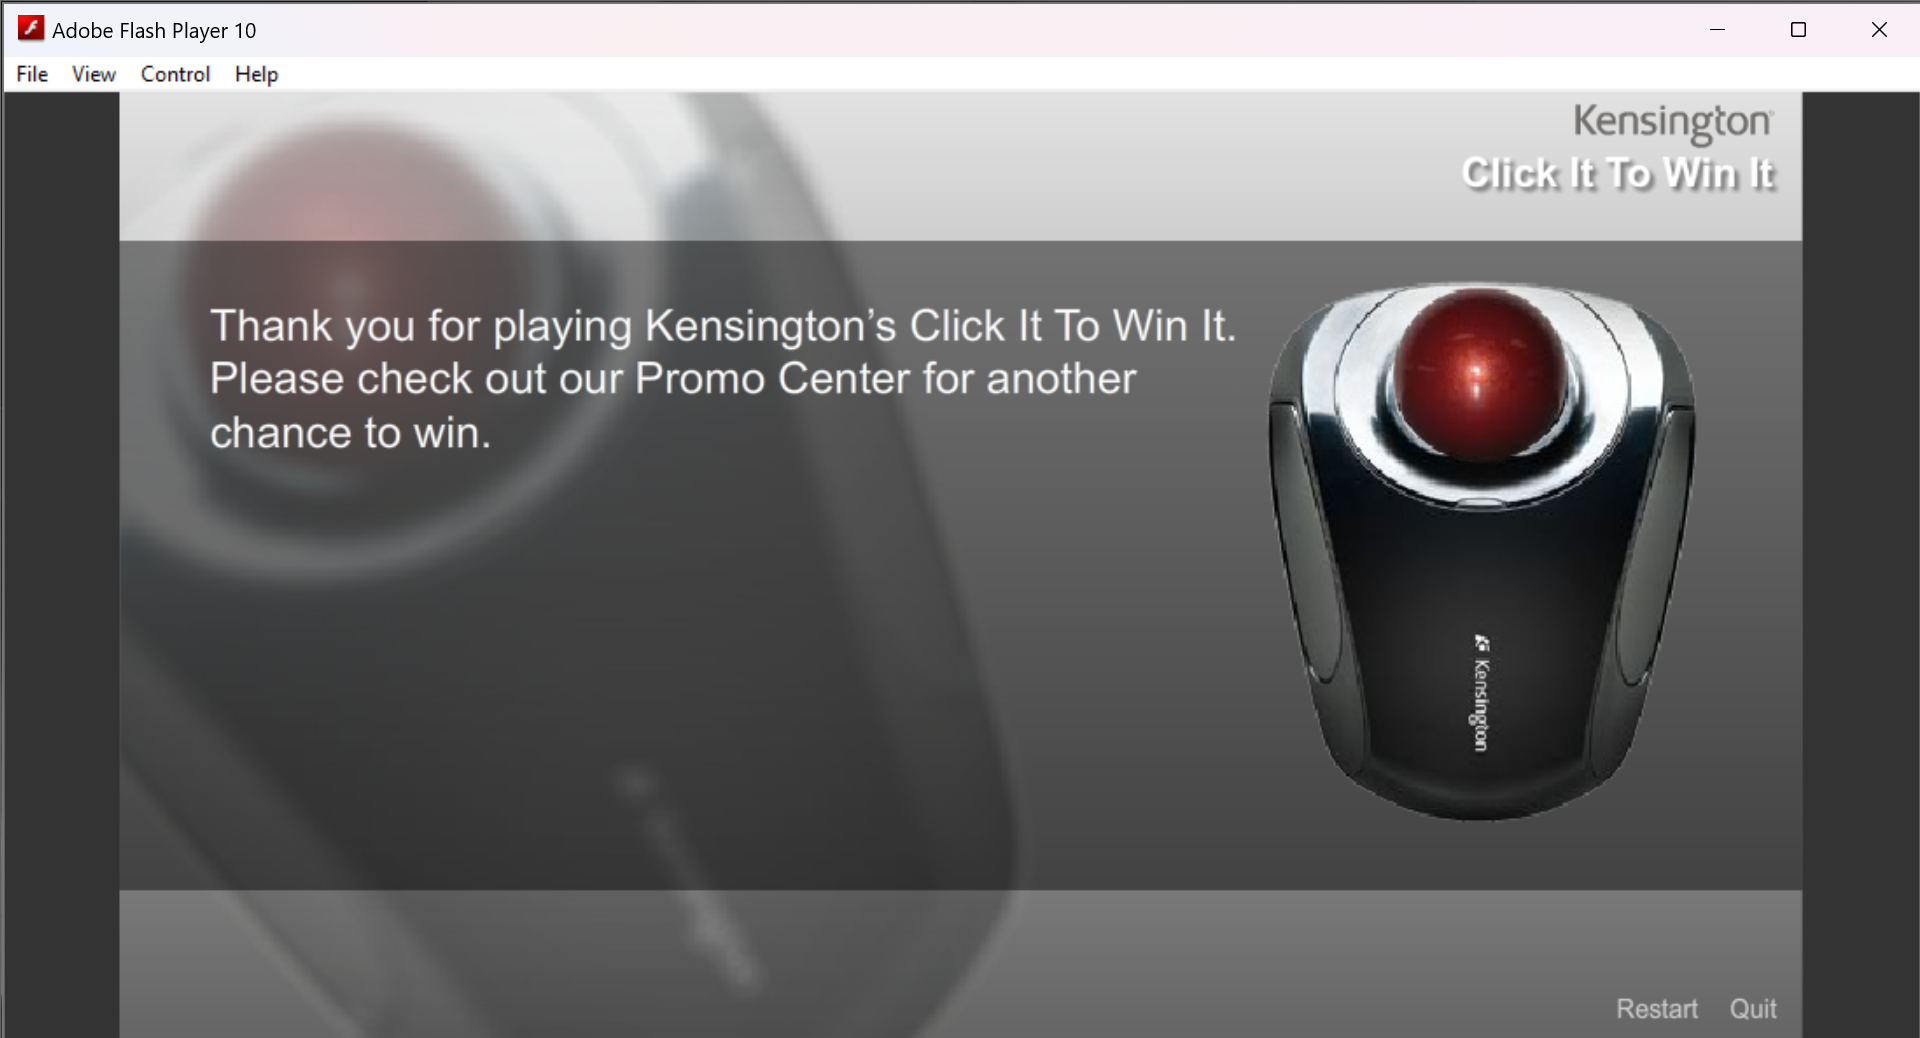 Adobe Flash Player 10
File View Control Help
Kensington
Click It To Win It
Thank you for playing Kensington’s Click It To Win It.
Please check out our Promo Center for another
chance to win.
Kensington
Restart Quit